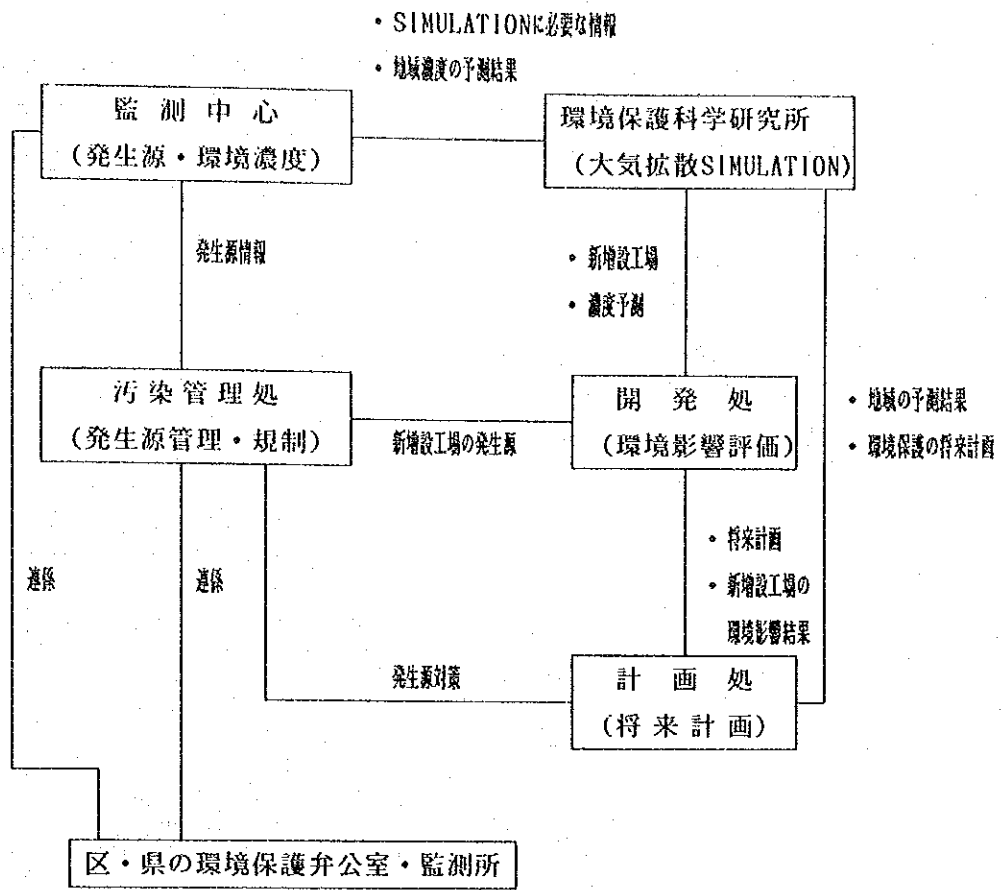 ・ SIMULATIONに必要な情報
・ 地域濃度の予測結果
監測中心
(発生源・環境濃度)
環境保護科学研究所
(大気拡散SIMULATION)
発生源情報
・ 新増設工場
・ 濃度予測
汚染管理処
(発生源管理・規制)
新増設工場の発生源
開発処
(環境影響評価)
・ 地域の予測結果
・ 環境保護の将来計画
連係
連係
・ 将来計画
・ 新増設工場の
環境影響結果
発生源対策
計画処
(将来計画)
区・県の環境保護弁公室・監測所